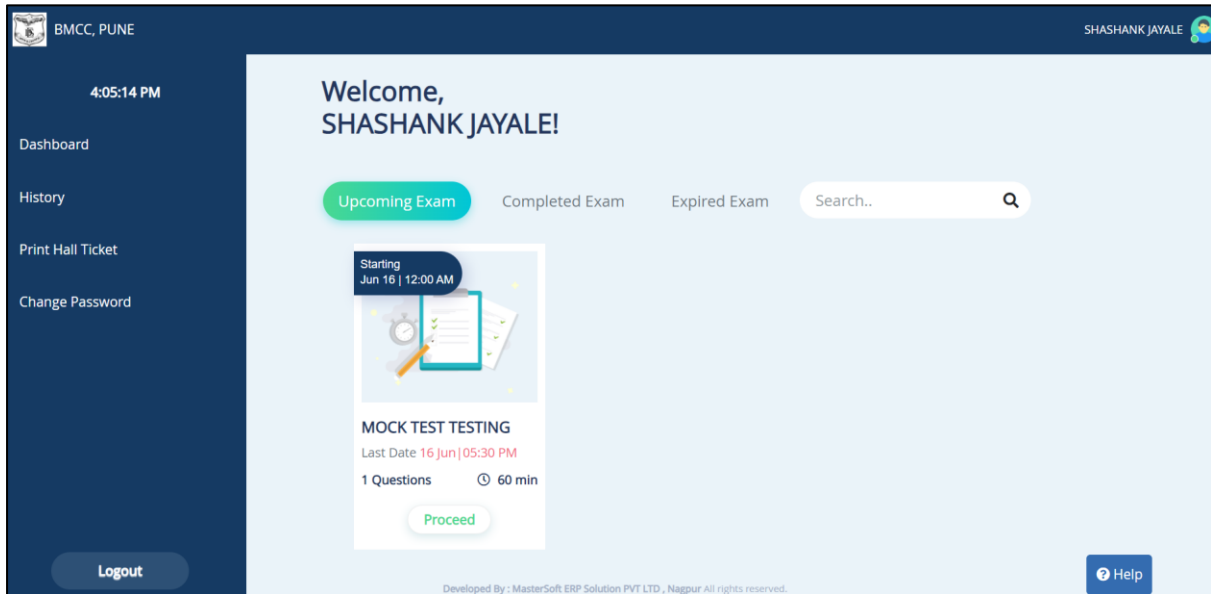 BMCC, PUNE
SHASHANK JAYALE
4:05:14 PM
Dashboard
History
Print Hall Ticket
Change Password
Logout
Welcome,
SHASHANK JAYALE!
Upcoming Exam
Completed Exam
Expired Exam
Search..
Starting
Jun 16 | 12:00 AM
MOCK TEST TESTING
Last Date 16 Jun|05:30 PM
1 Questions 60 min
Proceed
Developed By : MasterSoft ERP Solution PVT LTD , Nagpur All rights reserved.
Help